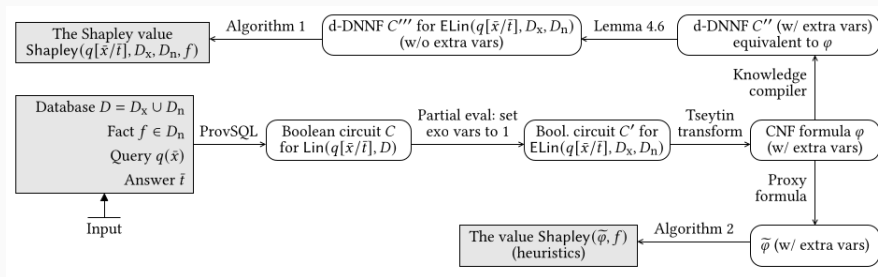 The Shapley value
Shapley(q[x̄/t̄], Dₓ, Dₙ, f)
Algorithm 1
d-DNNF C''' for ELin(q[x̄/t̄], Dₓ, Dₙ)
(w/o extra vars)
Lemma 4.6
d-DNNF C'' (w/ extra vars)
equivalent to φ
Knowledge
compiler
Database D = Dₓ ∪ Dₙ
Fact f ∈ Dₙ
Query q(x̄)
Answer t̄
Input
ProvSQL
Boolean circuit C
for Lin(q[x̄/t̄], D)
Partial eval: set
exo vars to 1
Bool. circuit C' for
ELin(q[x̄/t̄], Dₓ, Dₙ)
Tseytin
transform
CNF formula φ
(w/ extra vars)
Proxy
formula
φ̃ (w/ extra vars)
Algorithm 2
The value Shapley(φ̃, f)
(heuristics)